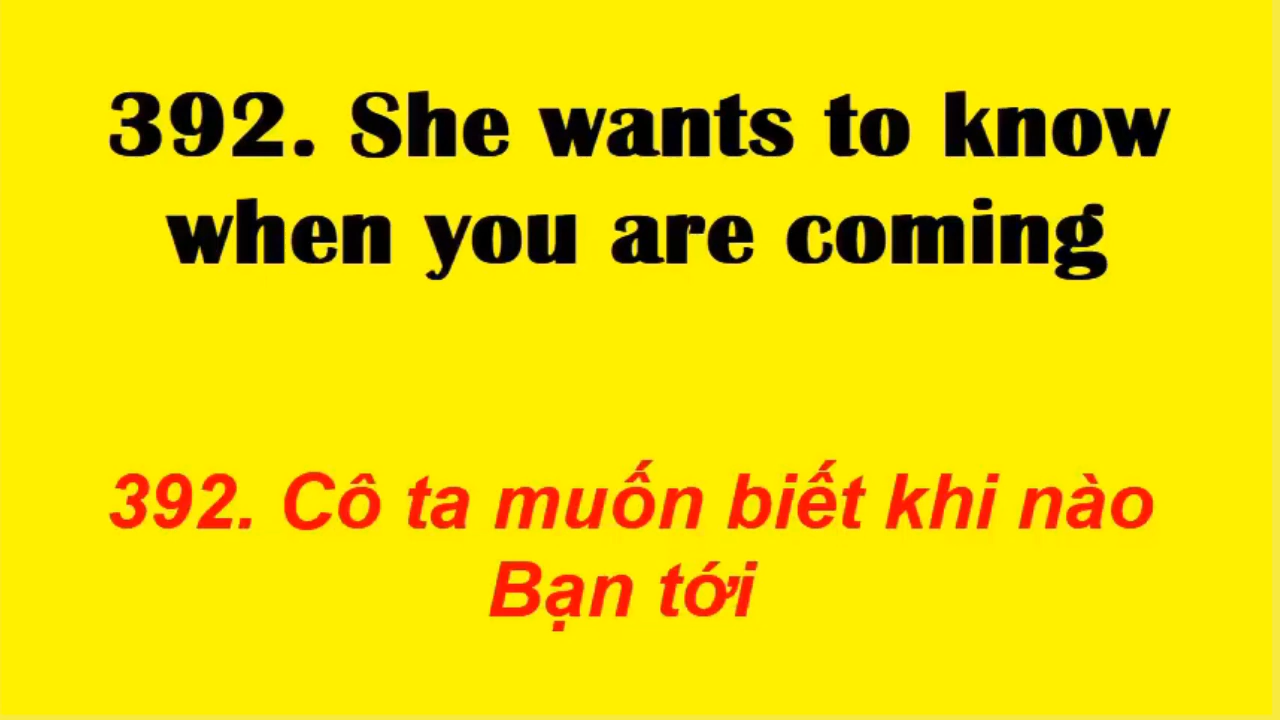 392. She wants to know
when you are coming
392. Cô ta muốn biết khi nào
Bạn tới